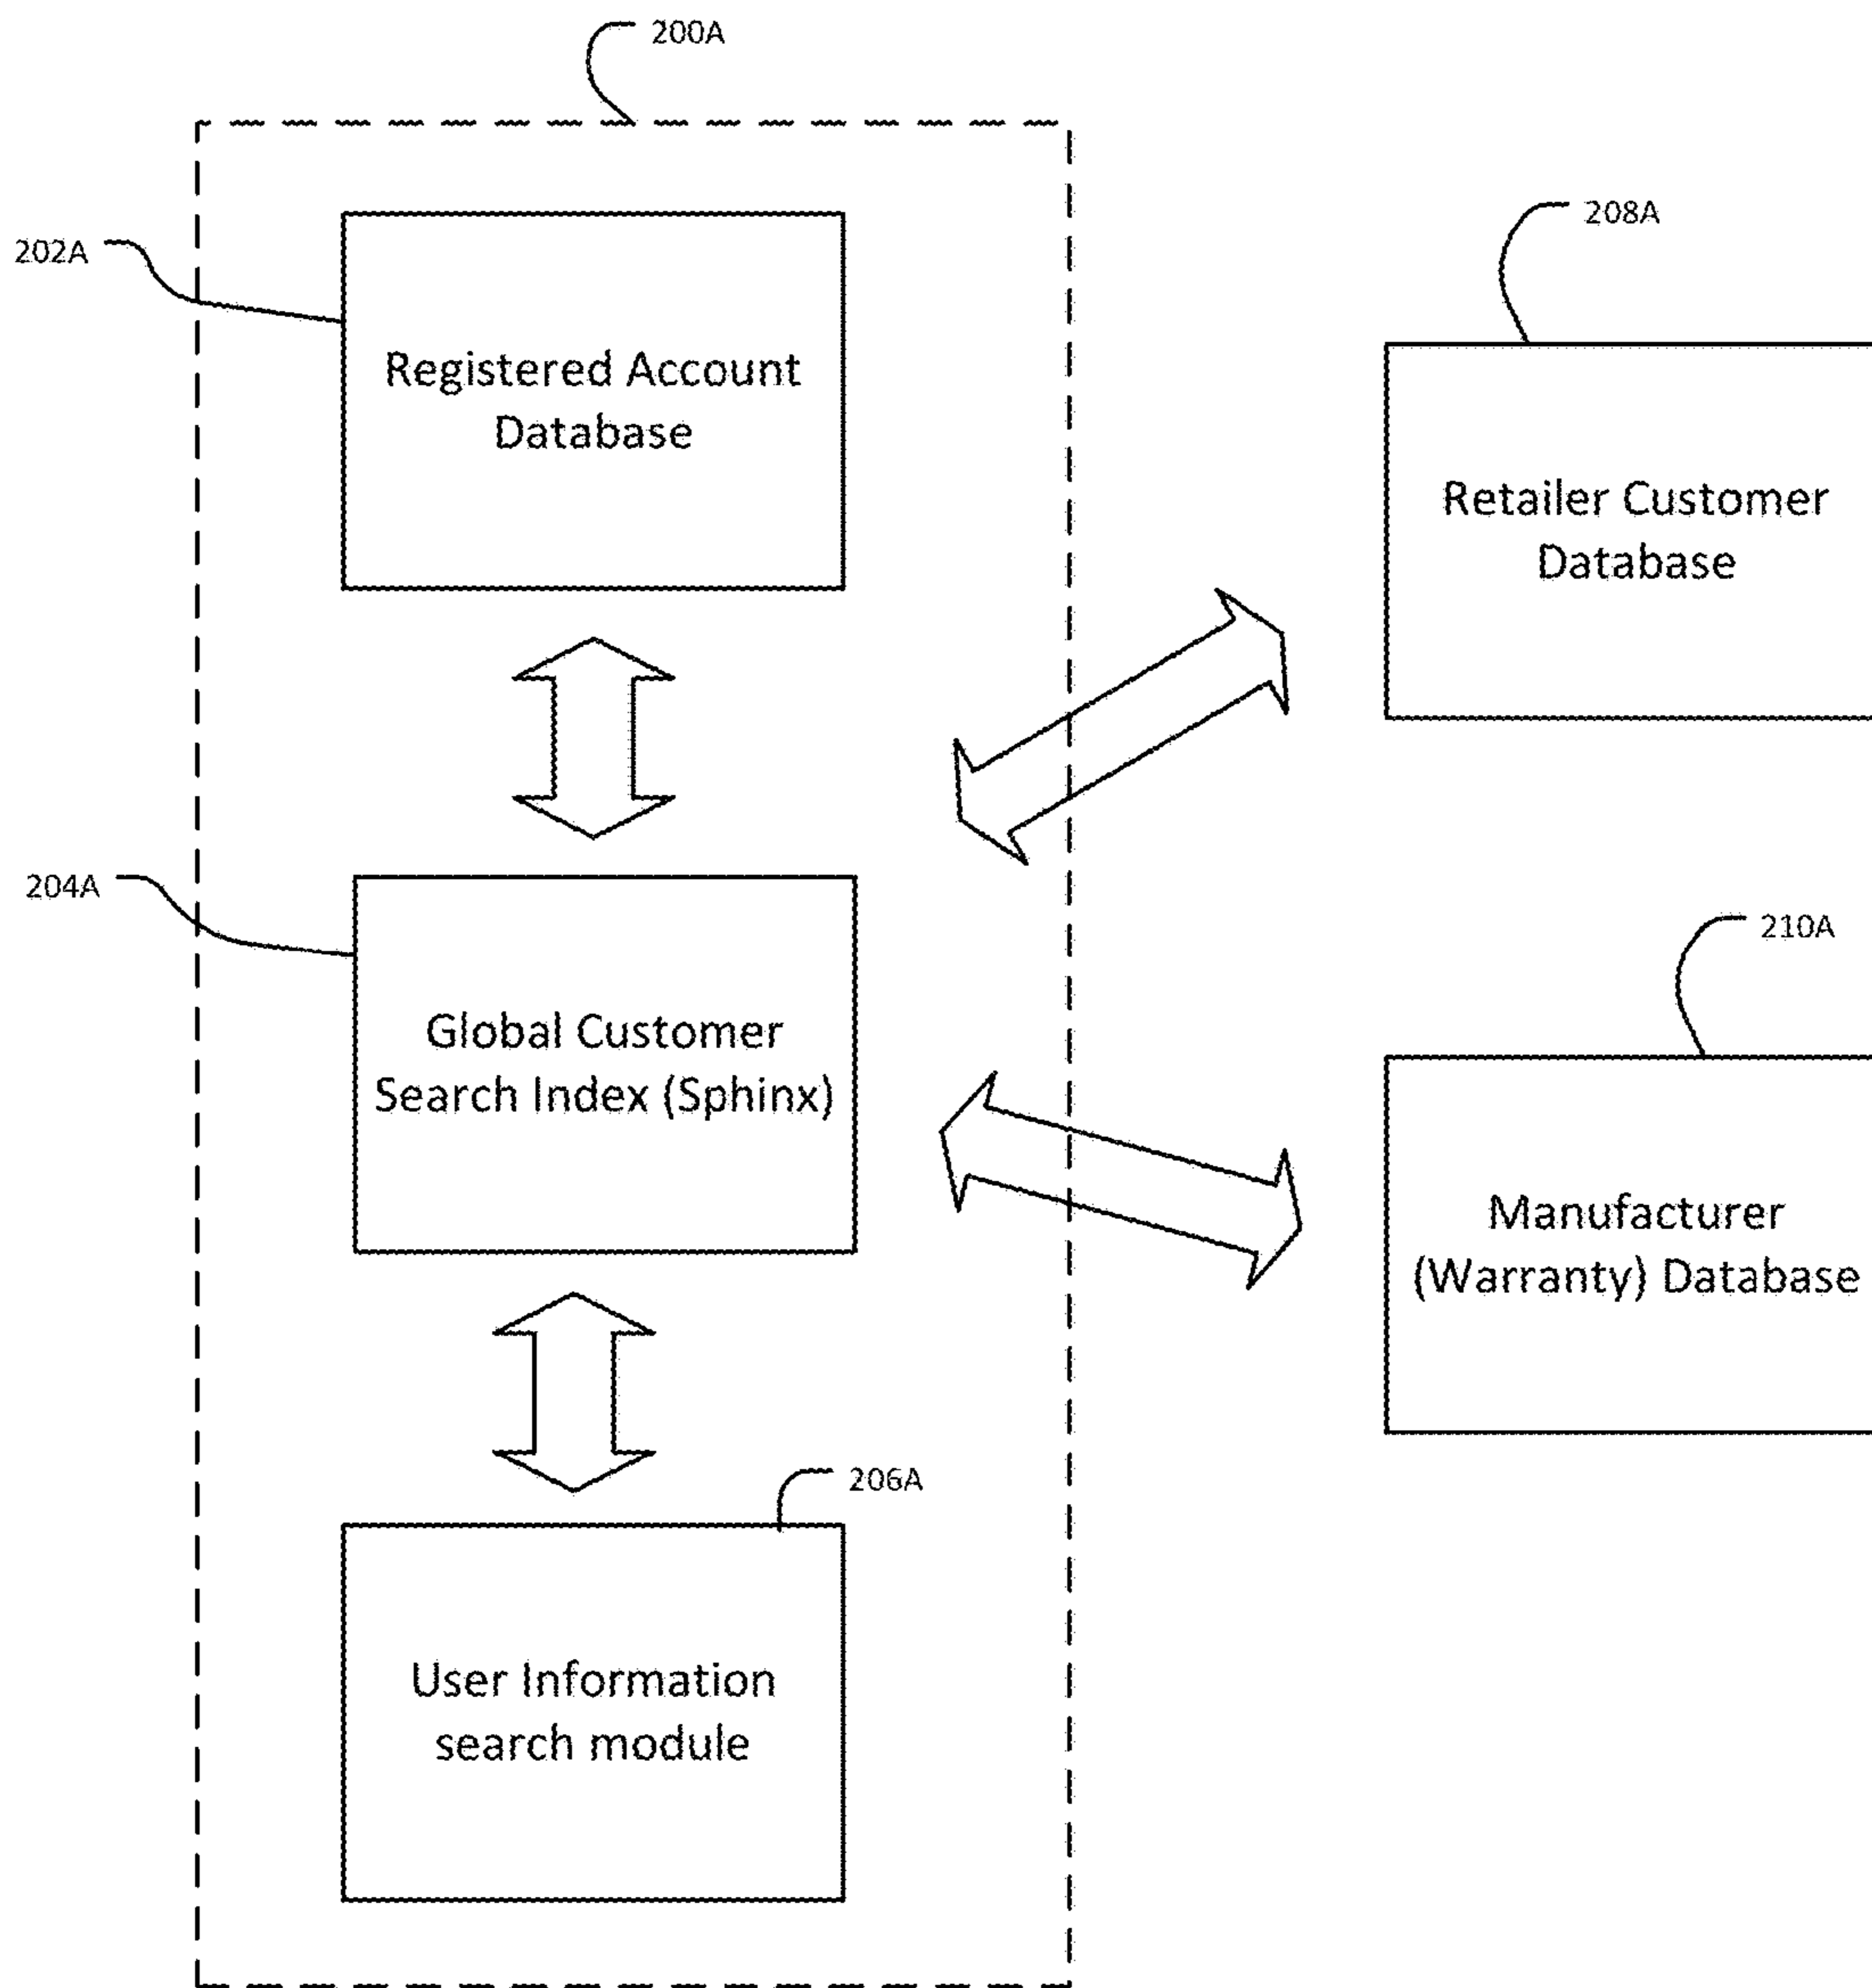 200A
202A
208A
Registered Account
Database
Retailer Customer
Database
204A
210A
Global Customer
Search Index (Sphinx)
Manufacturer
(Warranty) Database
206A
User Information
search module